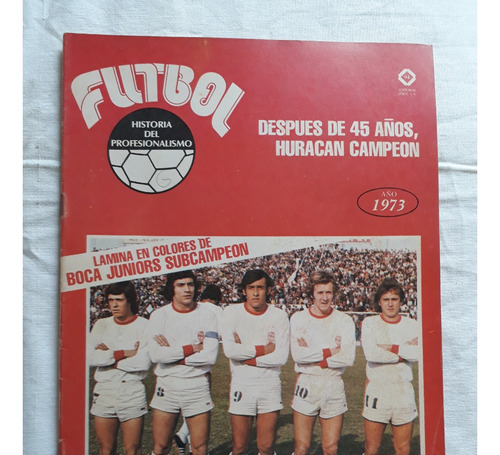 FUTBOL
HISTORIA
DEL
PROFESIONALISMO
DESPUES DE 45 AÑOS,
HURACAN CAMPEON
AÑO
1973
LAMINA EN COLORES DE
BOCA JUNIORS SUBCAMPEON
8
9
10
11